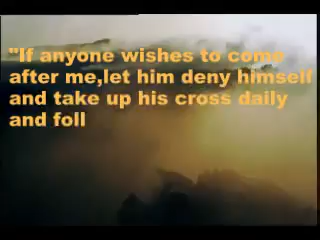 "If anyone wishes to come
after me,let him deny himself
and take up his cross daily
and foll